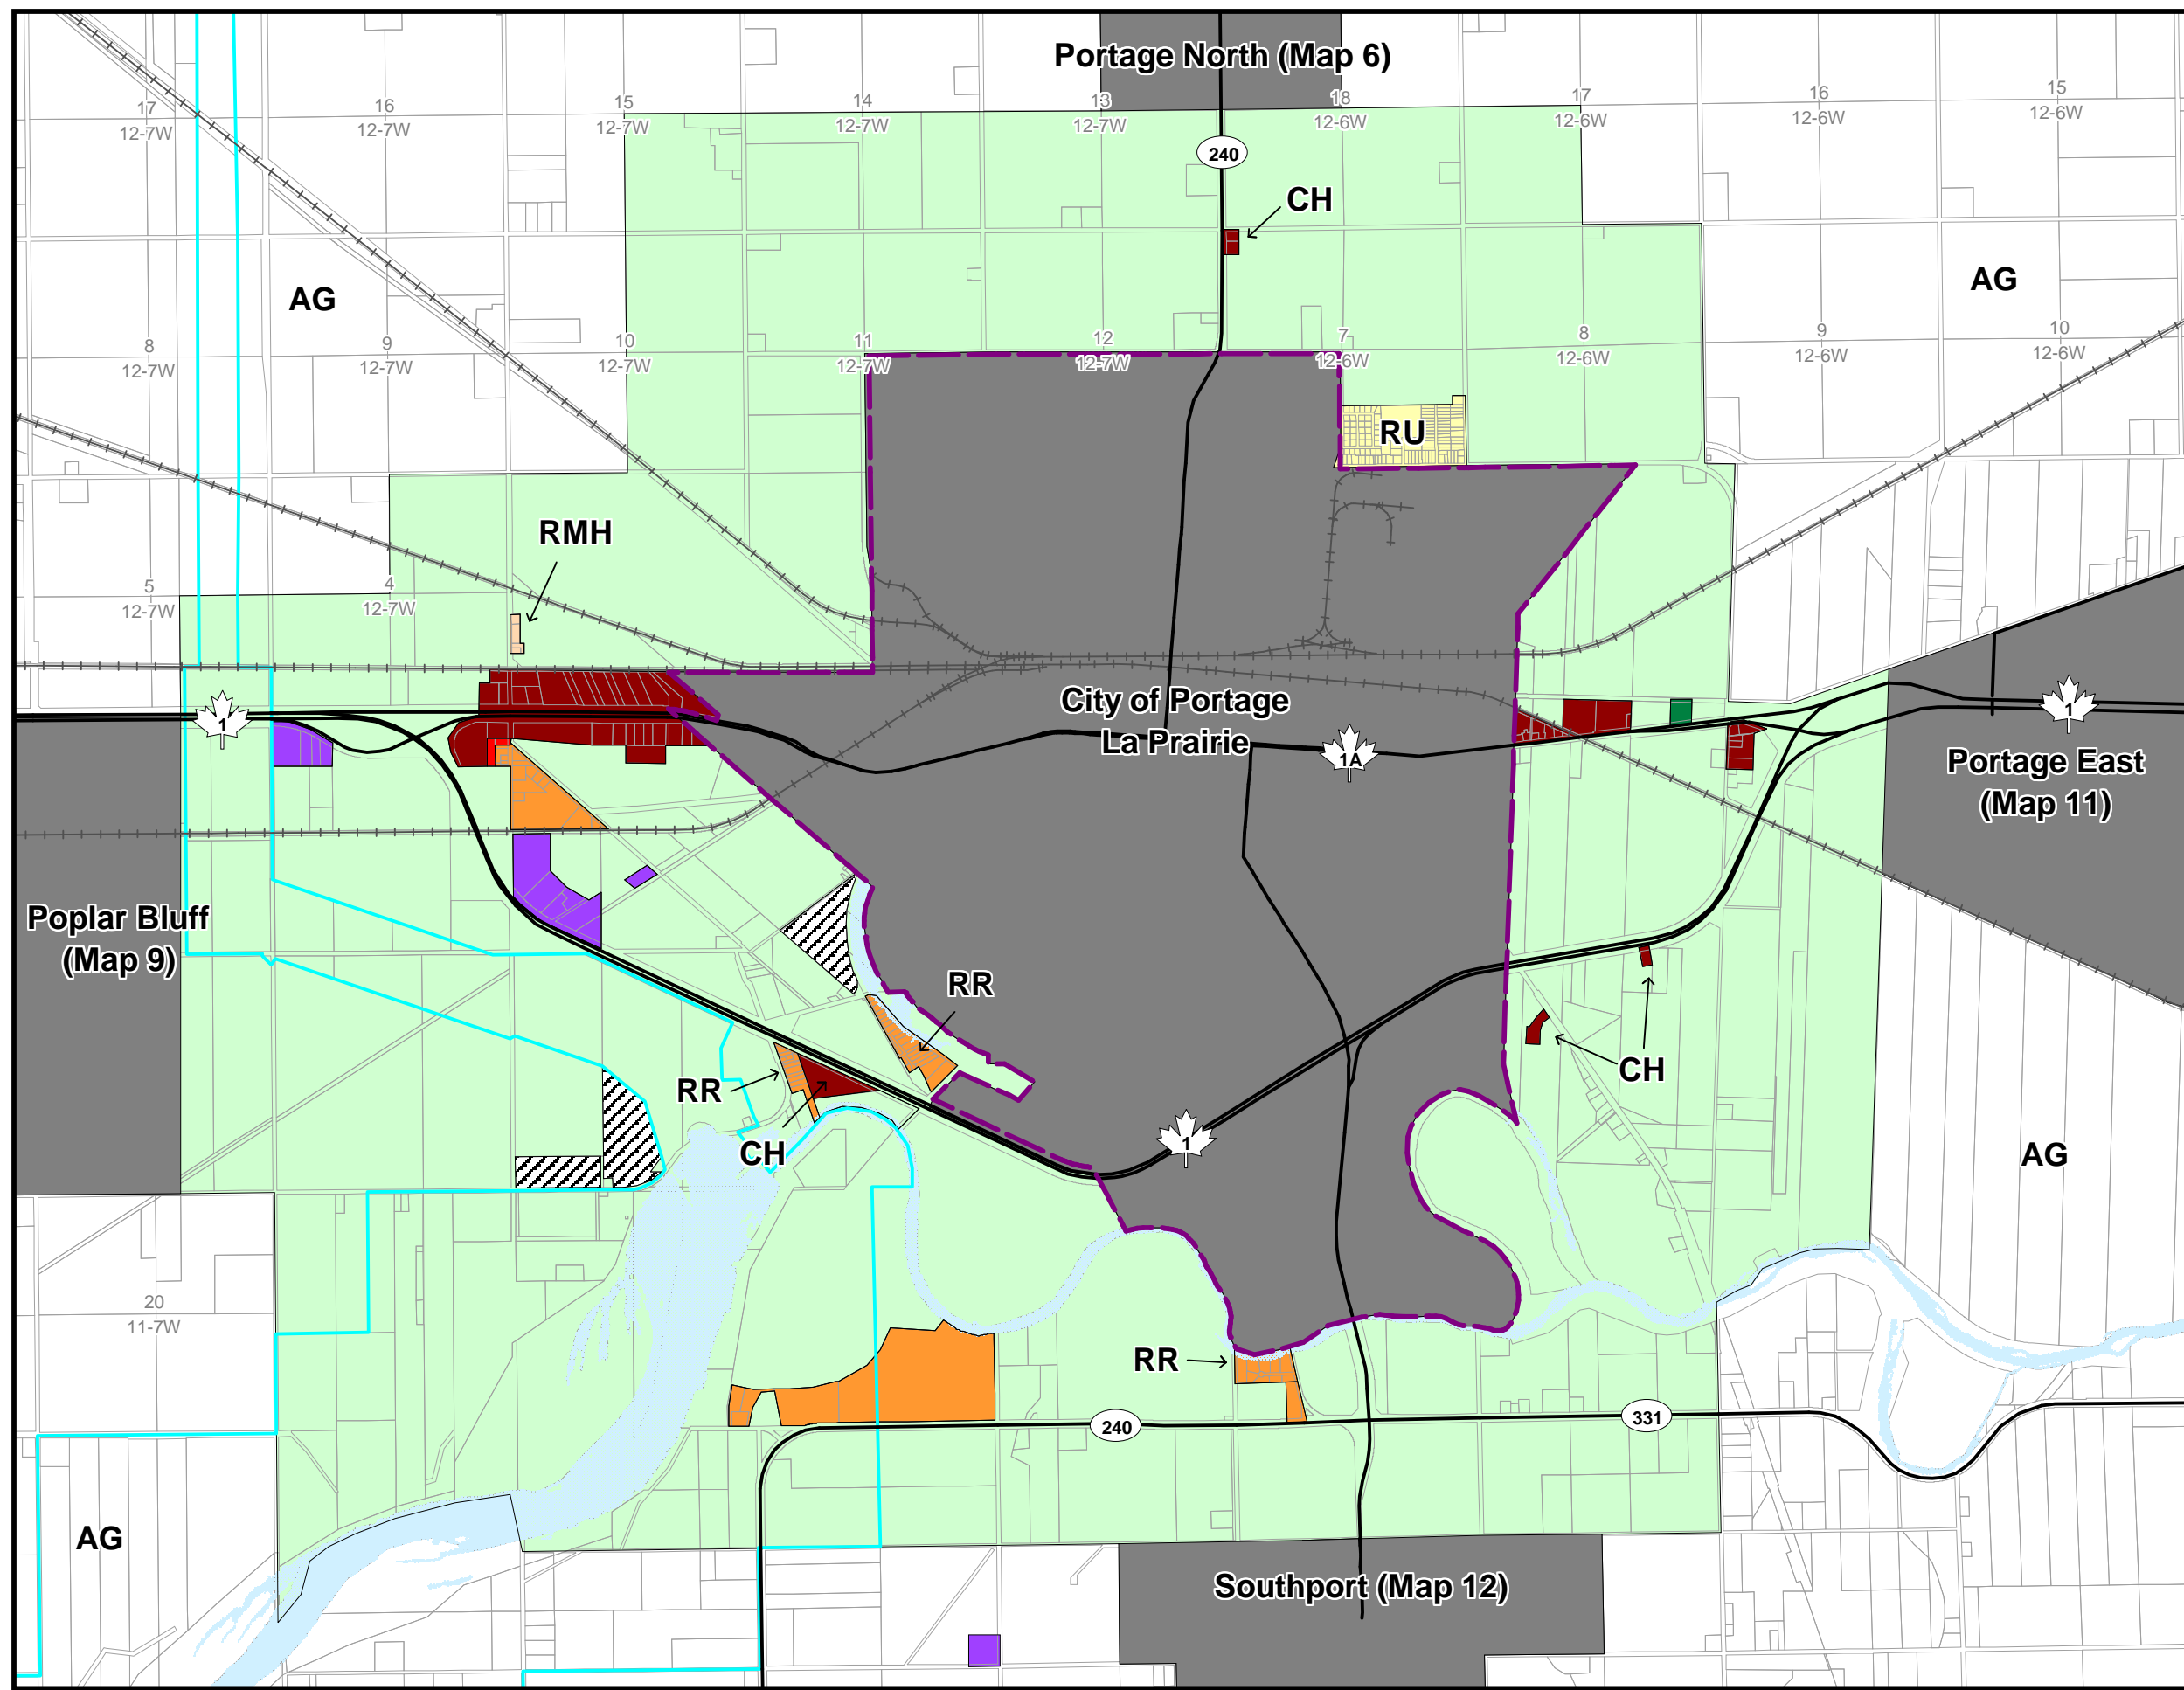 Portage North (Map 6)
17
12-7W
16
12-7W
15
12-7W
14
12-7W
13
12-7W
18
12-6W
17
12-6W
16
12-6W
15
12-6W
240
CH
AG
AG
8
12-7W
9
12-7W
10
12-7W
11
12-7W
12
12-7W
7
12-6W
8
12-6W
9
12-6W
10
12-6W
RU
RMH
5
12-7W
4
12-7W
1
City of Portage
La Prairie
1A
1
Portage East
(Map 11)
Poplar Bluff
(Map 9)
RR
RR
CH
CH
1
AG
20
11-7W
RR
240
331
AG
Southport (Map 12)